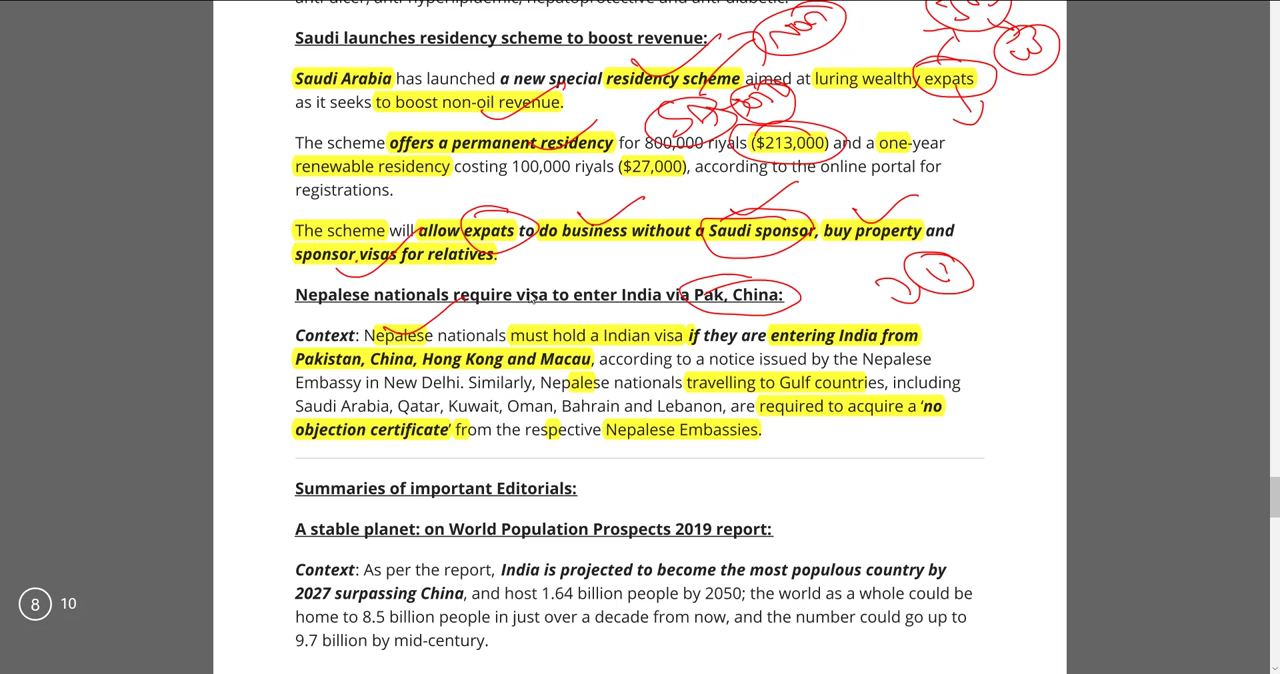 anti-ulcer, anti-hyperlipidemic, hepatoprotective and anti-diabetic.
Saudi launches residency scheme to boost revenue:
Saudi Arabia has launched a new special residency scheme aimed at luring wealthy expats
as it seeks to boost non-oil revenue.
The scheme offers a permanent residency for 800,000 riyals ($213,000) and a one-year
renewable residency costing 100,000 riyals ($27,000), according to the online portal for
registrations.
The scheme will allow expats to do business without a Saudi sponsor, buy property and
sponsor visas for relatives.
Nepalese nationals require visa to enter India via Pak, China:
Context: Nepalese nationals must hold a Indian visa if they are entering India from
Pakistan, China, Hong Kong and Macau, according to a notice issued by the Nepalese
Embassy in New Delhi. Similarly, Nepalese nationals travelling to Gulf countries, including
Saudi Arabia, Qatar, Kuwait, Oman, Bahrain and Lebanon, are required to acquire a ‘no
objection certificate’ from the respective Nepalese Embassies.
Summaries of important Editorials:
A stable planet: on World Population Prospects 2019 report:
Context: As per the report, India is projected to become the most populous country by
2027 surpassing China, and host 1.64 billion people by 2050; the world as a whole could be
home to 8.5 billion people in just over a decade from now, and the number could go up to
9.7 billion by mid-century.
8 10